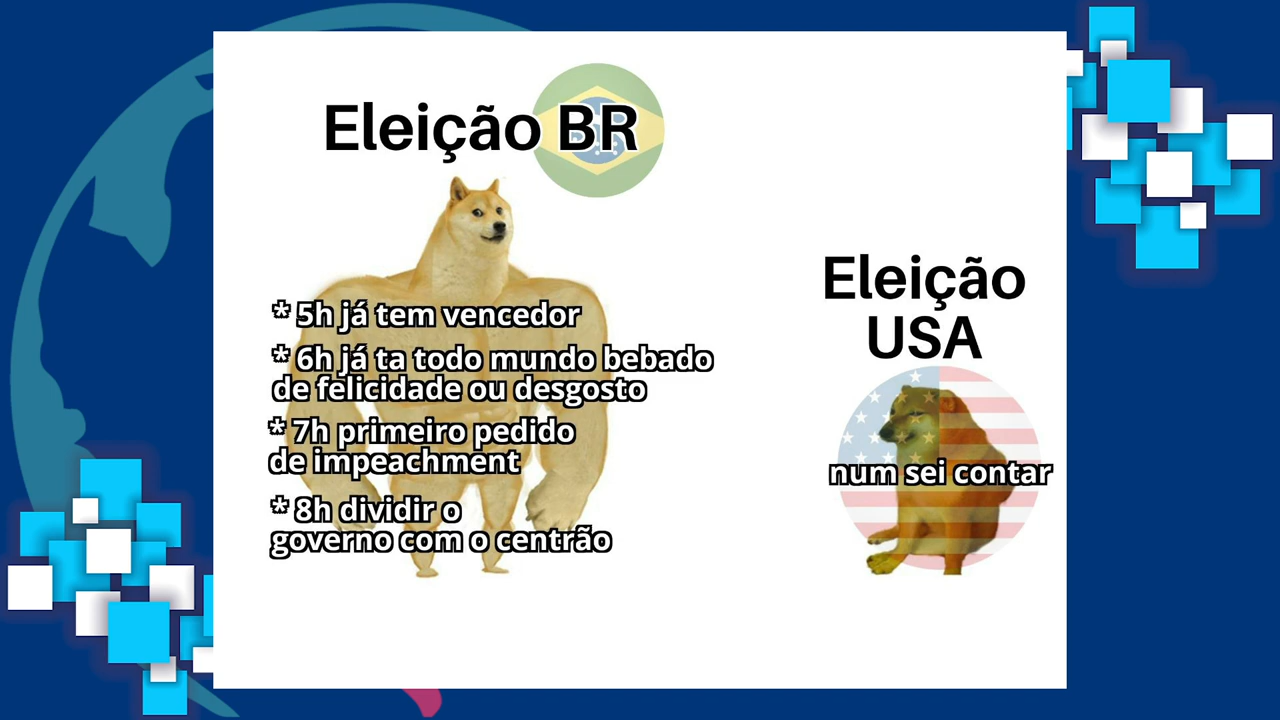 Eleição BR
* 5h já tem vencedor
* 6h já ta todo mundo bebado
de felicidade ou desgosto
* 7h primeiro pedido
de impeachment
* 8h dividir o
governo com o centrão
Eleição
USA
num sei contar